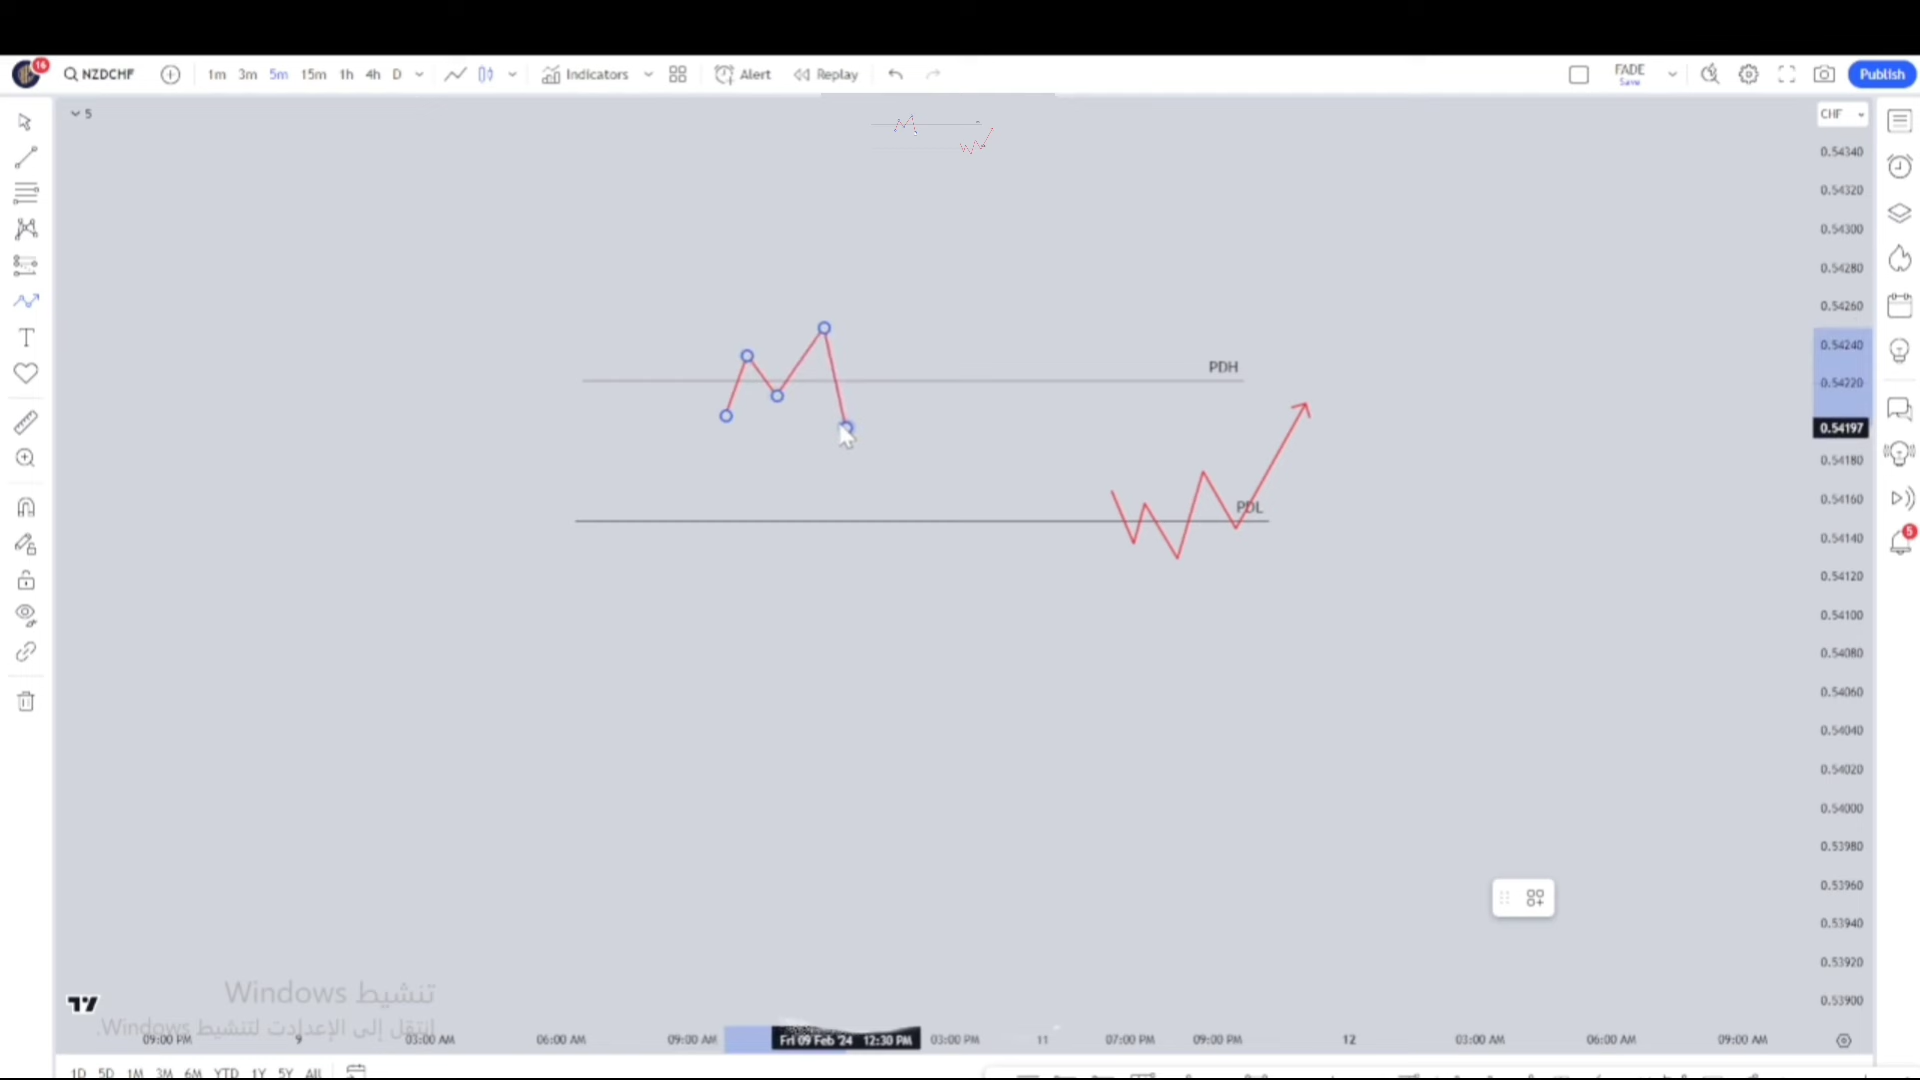 16
NZDCHF
1m 3m 5m 15m 1h 4h D
Indicators
Alert
Replay
FADE
Save
Publish
5
CHF
0.54340
0.54320
0.54300
0.54280
0.54260
0.54240
0.54220
0.54197
0.54180
0.54160
0.54140
0.54120
0.54100
0.54080
0.54060
0.54040
0.54020
0.54000
0.53980
0.53960
0.53940
0.53920
0.53900
5
PDH
PDL
تنشيط Windows
انتقل إلى الإعدادت لتنشيط Windows.
09:00 PM 9 03:00 AM 06:00 AM 09:00 AM Fri 09 Feb '24 12:30 PM 03:00 PM 11 07:00 PM 09:00 PM 12 03:00 AM 06:00 AM 09:00 AM
1D 5D 1M 3M 6M YTD 1Y 5Y All